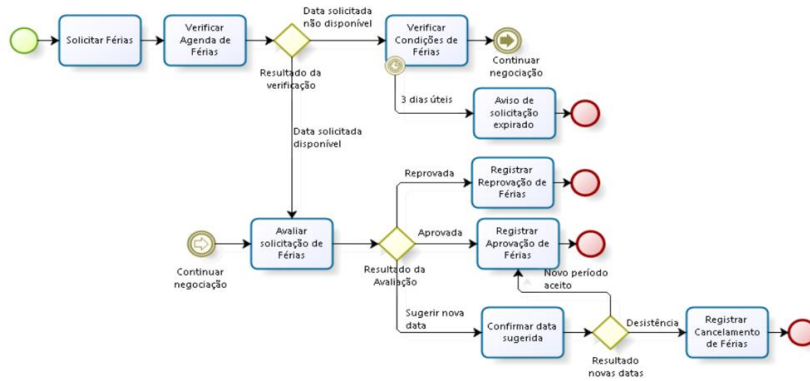 Solicitar Férias
Verificar
Agenda de
Férias
Resultado da
verificação
Data solicitada
não disponível
Verificar
Condições de
Férias
Continuar
negociação
3 dias úteis
Aviso de
solicitação
expirado
Data solicitada
disponível
Continuar
negociação
Avaliar
solicitação de
Férias
Resultado da
Avaliação
Reprovada
Registrar
Reprovação de
Férias
Aprovada
Registrar
Aprovação de
Férias
Novo período
aceito
Sugerir nova
data
Confirmar data
sugerida
Resultado
novas datas
Desistência
Registrar
Cancelamento
de Férias